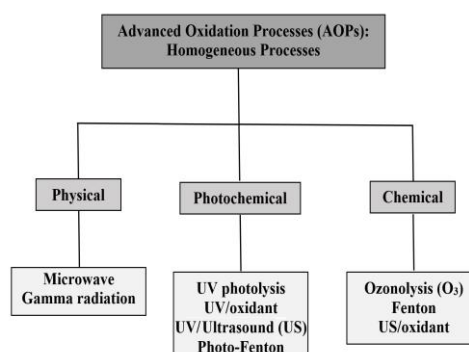 Advanced Oxidation Processes (AOPs):
Homogeneous Processes
Physical
Photochemical
Chemical
Microwave
Gamma radiation
UV photolysis
UV/oxidant
UV/Ultrasound (US)
Photo-Fenton
Ozonolysis (O₃)
Fenton
US/oxidant